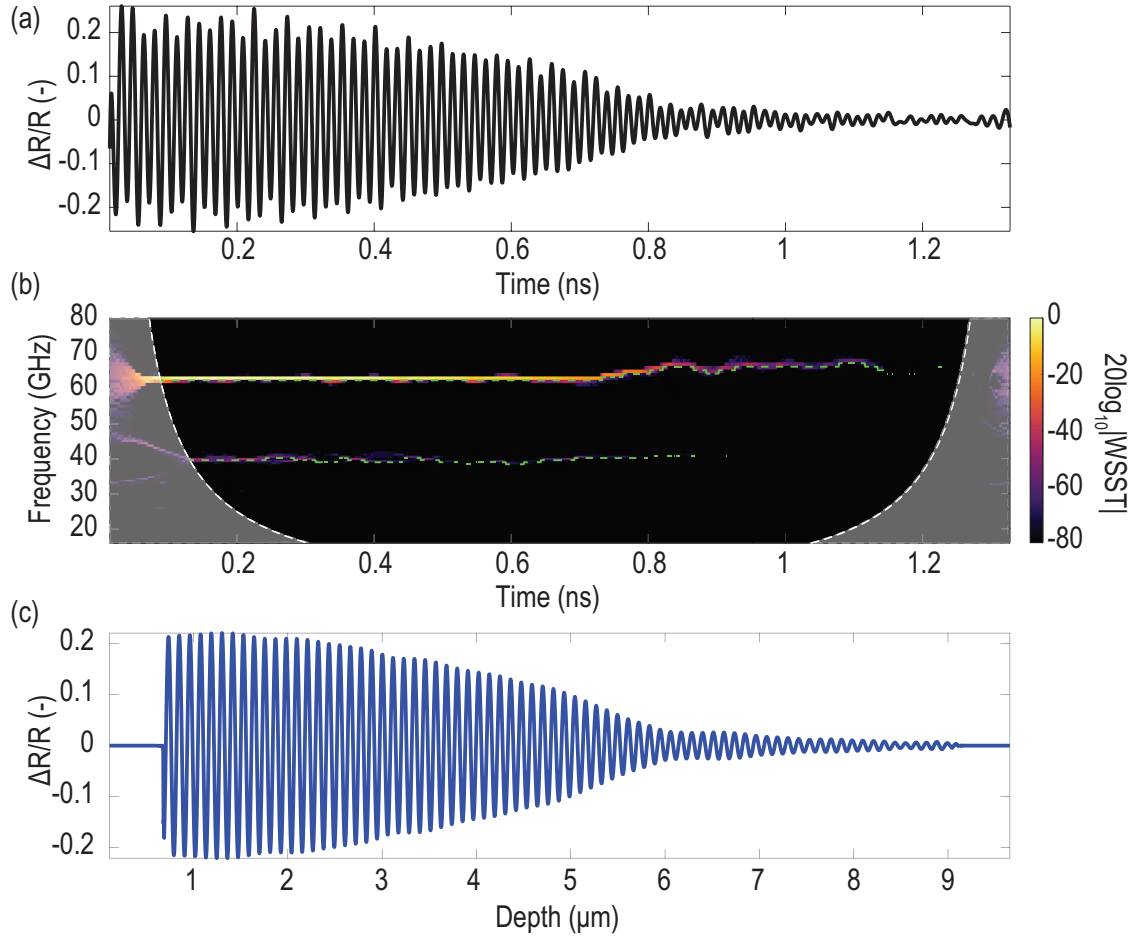 (a)
0.2
0.1
0
-0.1
-0.2
ΔR/R (-)
0.2 0.4 0.6 0.8 1 1.2
Time (ns)
(b)
80
70
60
50
40
30
20
Frequency (GHz)
0.2 0.4 0.6 0.8 1 1.2
Time (ns)
0
-20
-40
-60
-80
20log10|WSST|
(c)
0.2
0.1
0
-0.1
-0.2
ΔR/R (-)
1 2 3 4 5 6 7 8 9
Depth (µm)